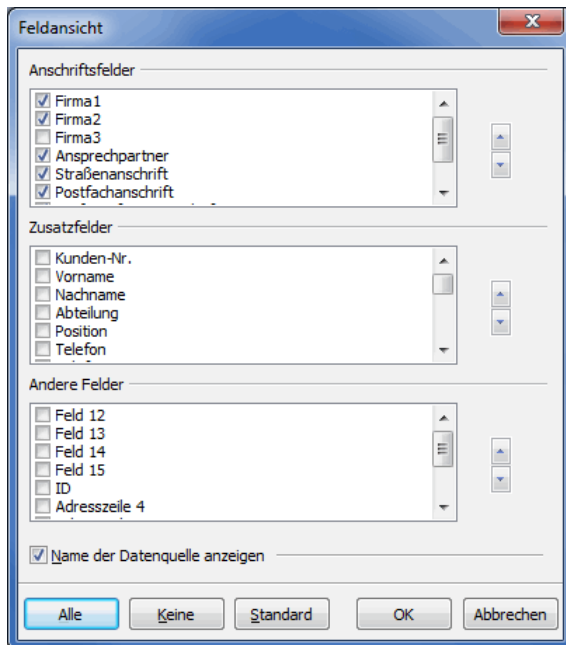 Feldansicht
Anschriftsfelder
Firma1
Firma2
Firma3
Ansprechpartner
Straßenanschrift
Postfachanschrift
Zusatzfelder
Kunden-Nr.
Vorname
Nachname
Abteilung
Position
Telefon
Andere Felder
Feld 12
Feld 13
Feld 14
Feld 15
ID
Adresszeile 4
Name der Datenquelle anzeigen
Alle Keine Standard OK Abbrechen